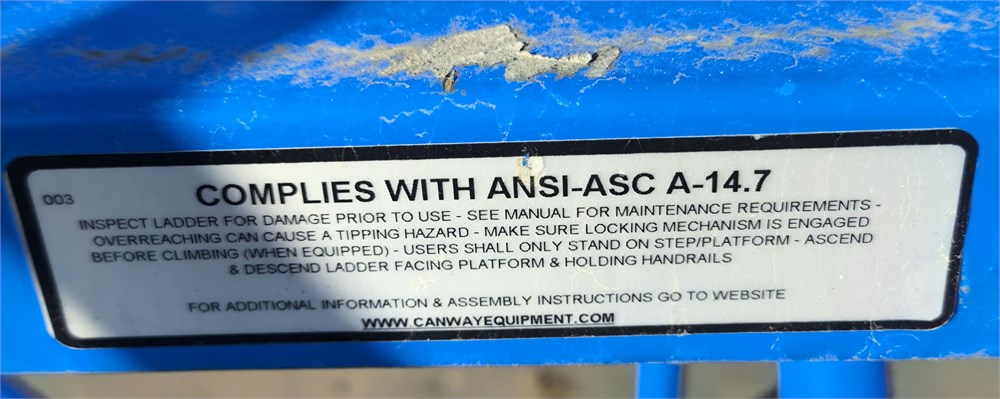 003
COMPLIES WITH ANSI-ASC A-14.7
INSPECT LADDER FOR DAMAGE PRIOR TO USE - SEE MANUAL FOR MAINTENANCE REQUIREMENTS -
OVERREACHING CAN CAUSE A TIPPING HAZARD - MAKE SURE LOCKING MECHANISM IS ENGAGED
BEFORE CLIMBING (WHEN EQUIPPED) - USERS SHALL ONLY STAND ON STEP/PLATFORM - ASCEND
& DESCEND LADDER FACING PLATFORM & HOLDING HANDRAILS
FOR ADDITIONAL INFORMATION & ASSEMBLY INSTRUCTIONS GO TO WEBSITE
WWW.CANWAYEQUIPMENT.COM